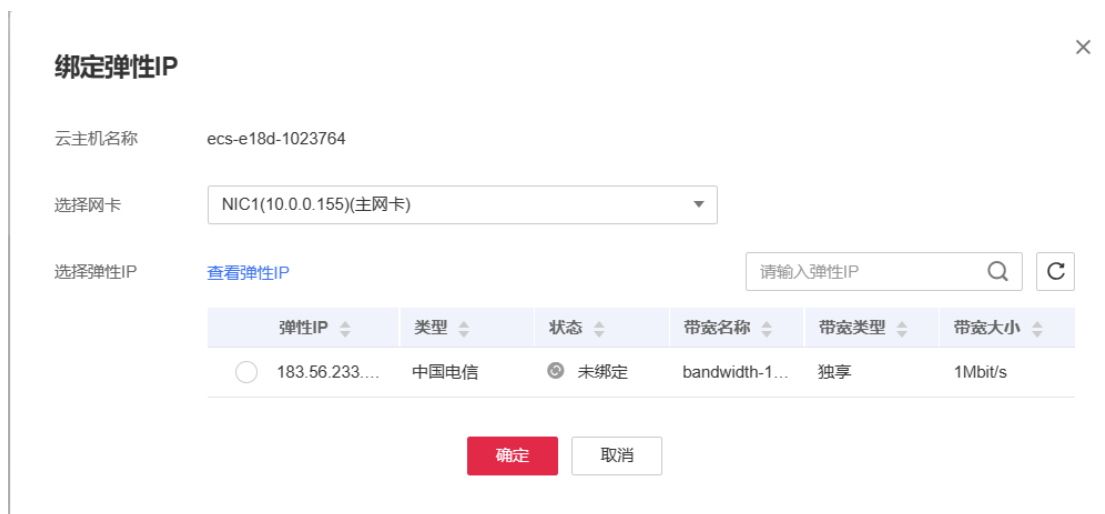 绑定弹性IP
云主机名称 ecs-e18d-1023764
选择网卡 NIC1(10.0.0.155)(主网卡)
选择弹性IP 查看弹性IP 请输入弹性IP
弹性IP 类型 状态 带宽名称 带宽类型 带宽大小
183.56.233.... 中国电信 未绑定 bandwidth-1... 独享 1Mbit/s
确定 取消